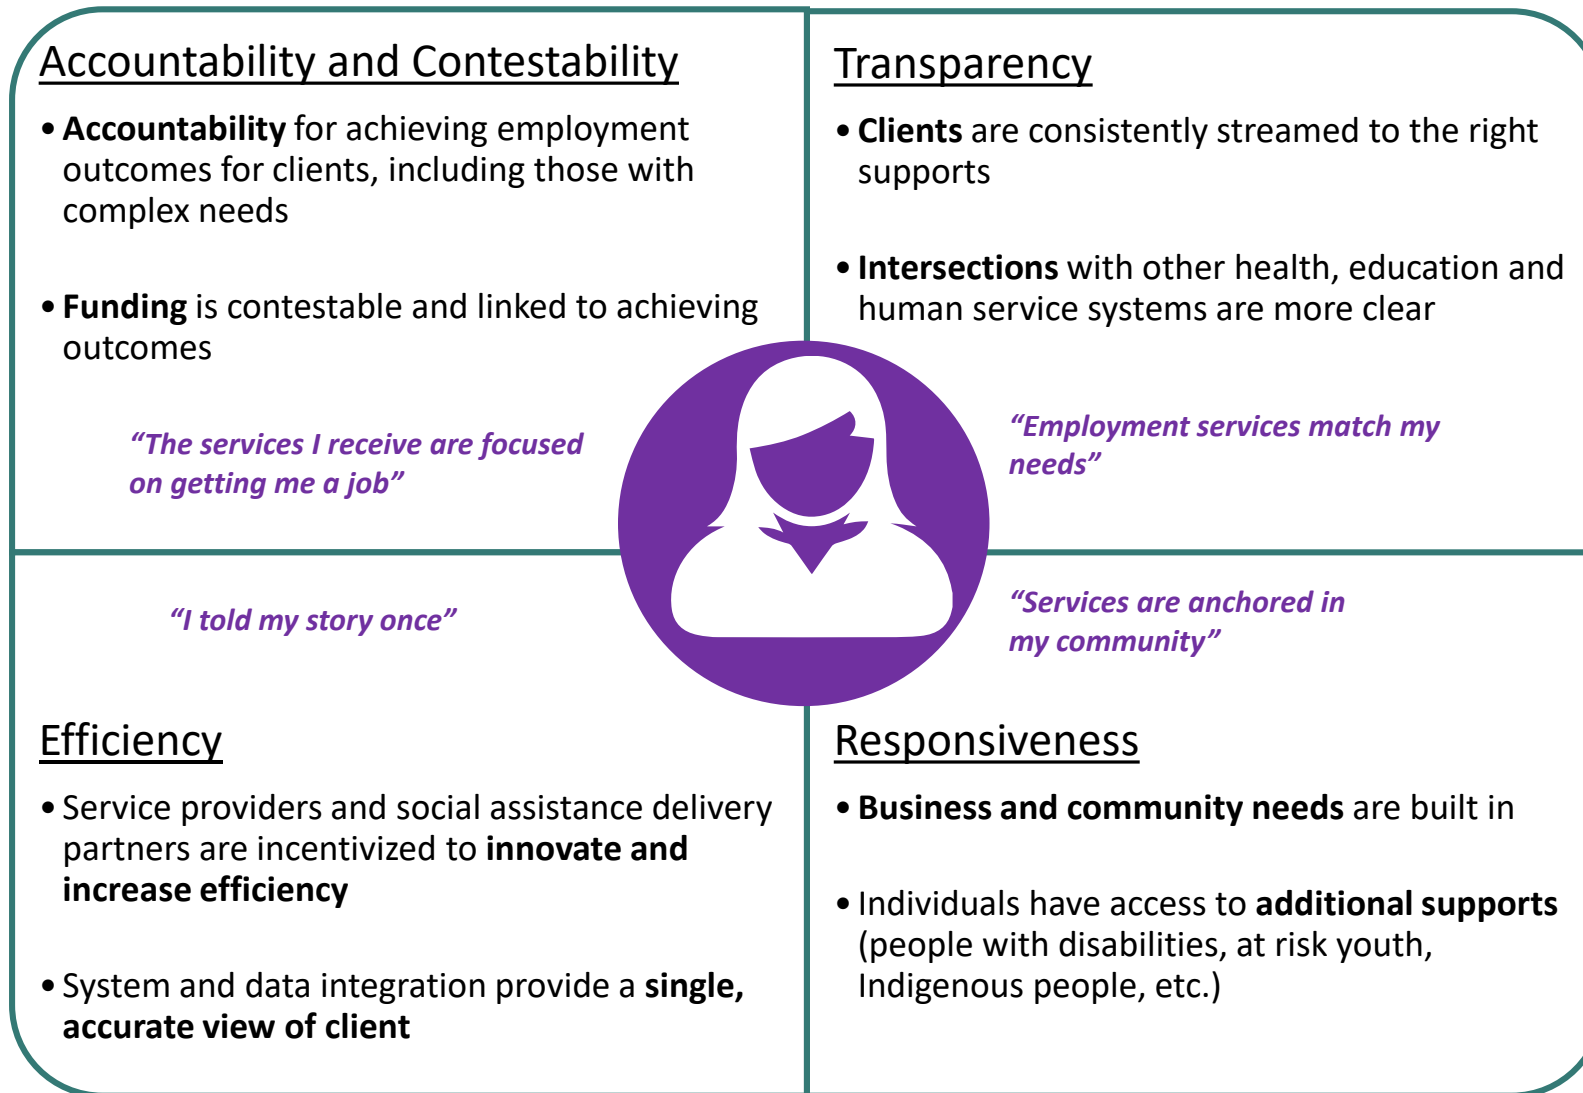 Accountability and Contestability
• Accountability for achieving employment
outcomes for clients, including those with
complex needs
• Funding is contestable and linked to achieving
outcomes
“The services I receive are focused
on getting me a job”
Transparency
• Clients are consistently streamed to the right
supports
• Intersections with other health, education and
human service systems are more clear
“Employment services match my
needs”
“I told my story once”
Efficiency
• Service providers and social assistance delivery
partners are incentivized to innovate and
increase efficiency
• System and data integration provide a single,
accurate view of client
“Services are anchored in
my community”
Responsiveness
• Business and community needs are built in
• Individuals have access to additional supports
(people with disabilities, at risk youth,
Indigenous people, etc.)